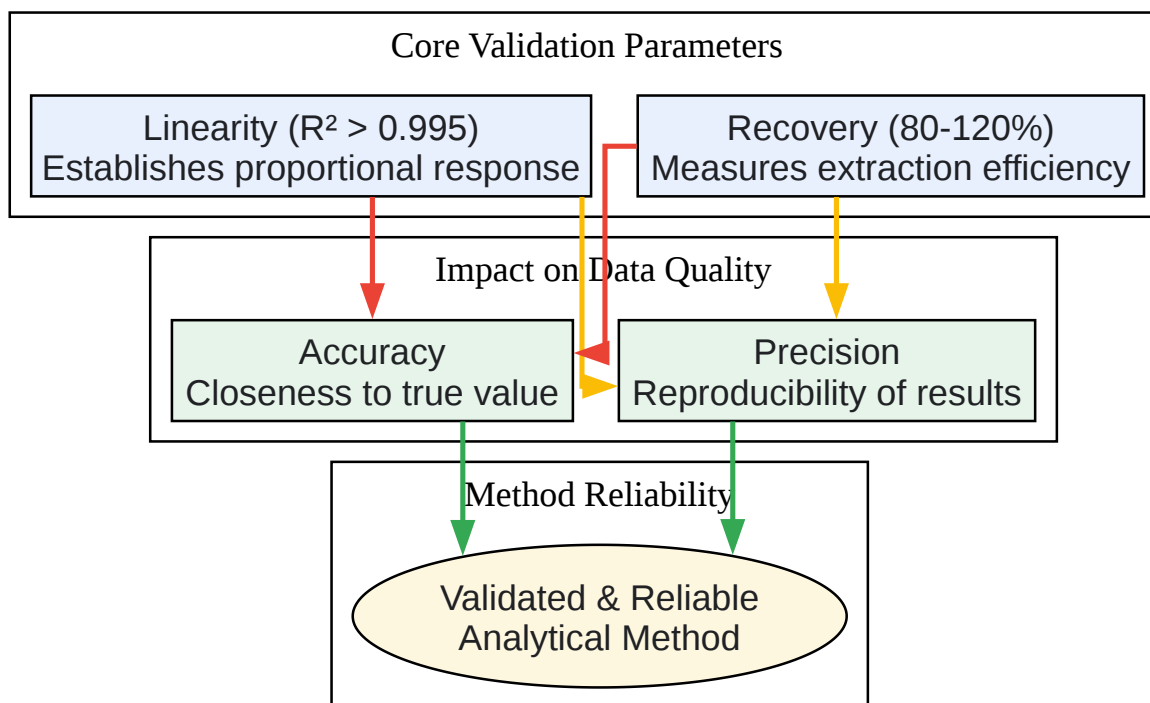 Core Validation Parameters
Linearity (R² > 0.995)
Establishes proportional response
Recovery (80-120%)
Measures extraction efficiency
Impact on Data Quality
Accuracy
Closeness to true value
Precision
Reproducibility of results
Method Reliability
Validated & Reliable
Analytical Method